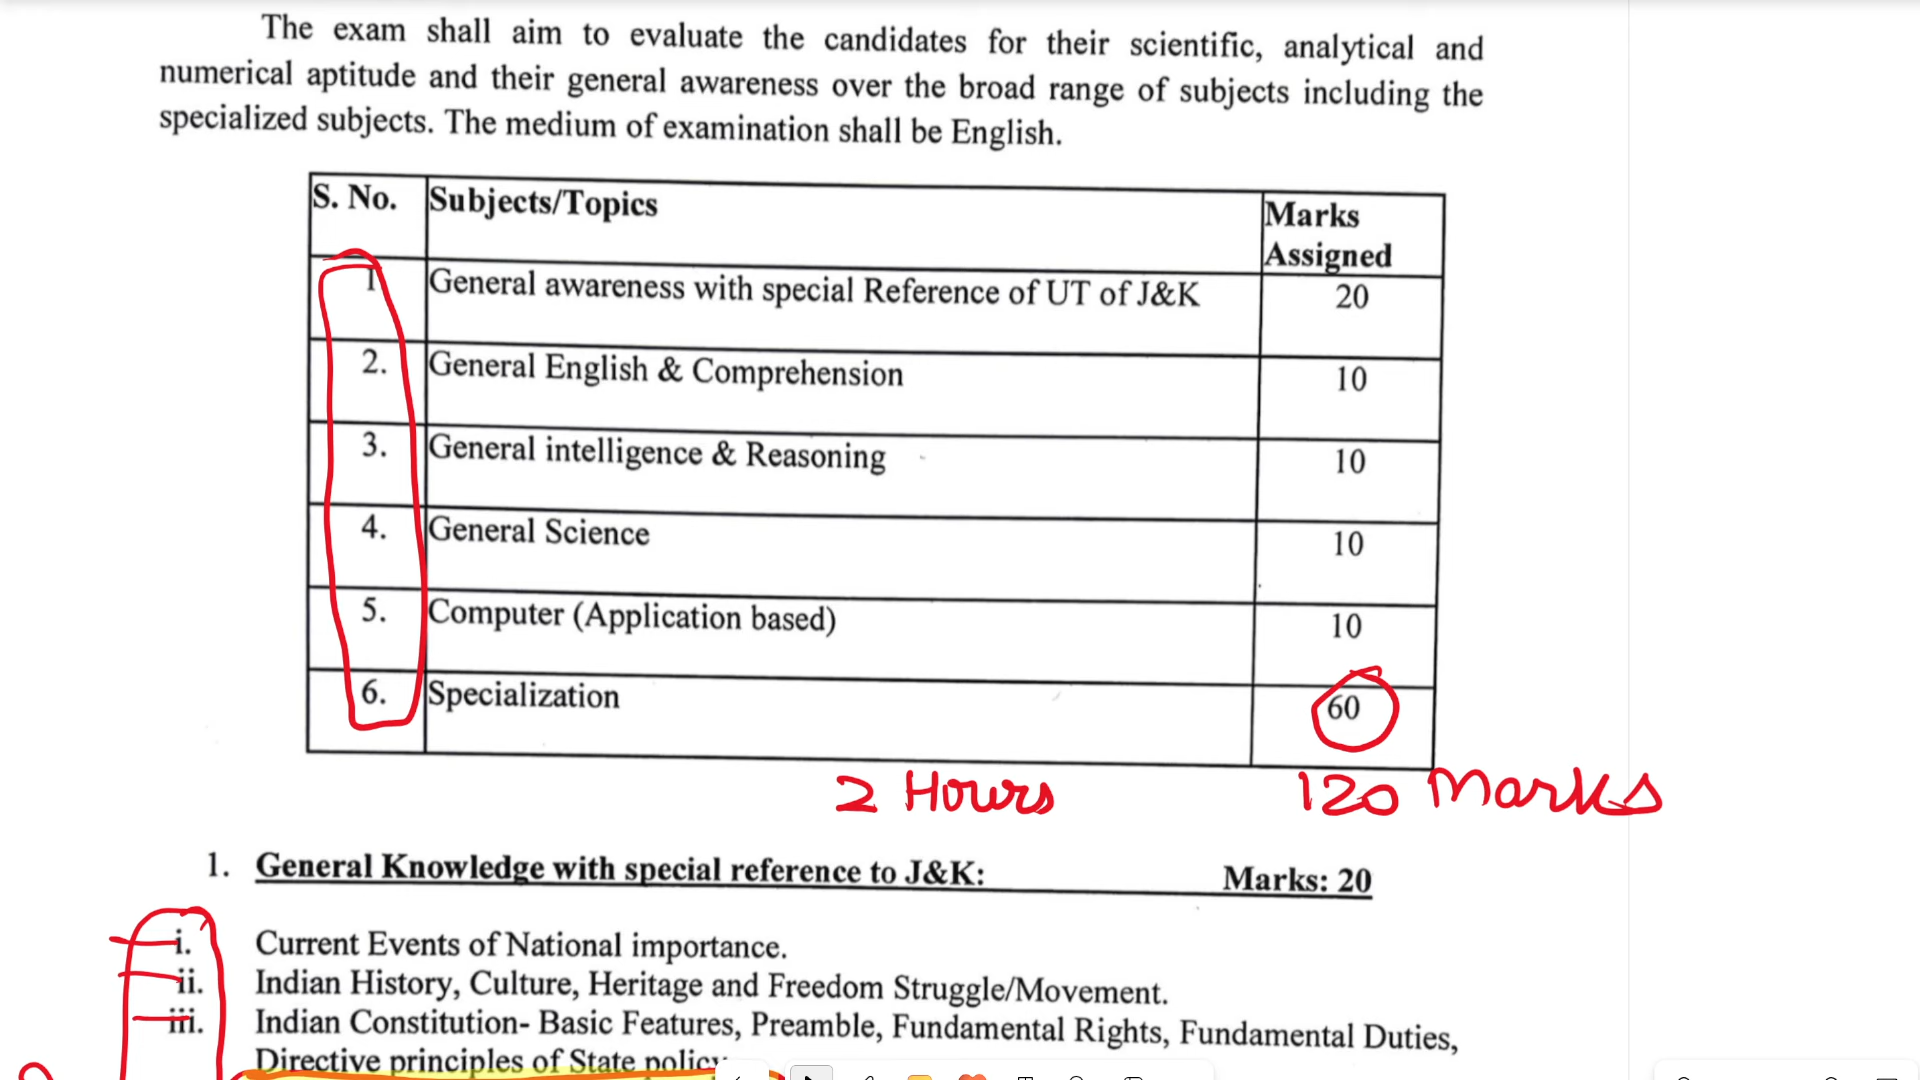 The exam shall aim to evaluate the candidates for their scientific, analytical and
numerical aptitude and their general awareness over the broad range of subjects including the
specialized subjects. The medium of examination shall be English.
S. No. Subjects/Topics Marks Assigned
1 General awareness with special Reference of UT of J&K 20
2. General English & Comprehension 10
3. General intelligence & Reasoning 10
4. General Science 10
5. Computer (Application based) 10
6. Specialization 60
2 Hours 120 Marks
1. General Knowledge with special reference to J&K: Marks: 20
i. Current Events of National importance.
ii. Indian History, Culture, Heritage and Freedom Struggle/Movement.
iii. Indian Constitution- Basic Features, Preamble, Fundamental Rights, Fundamental Duties,
Directive principles of State policy